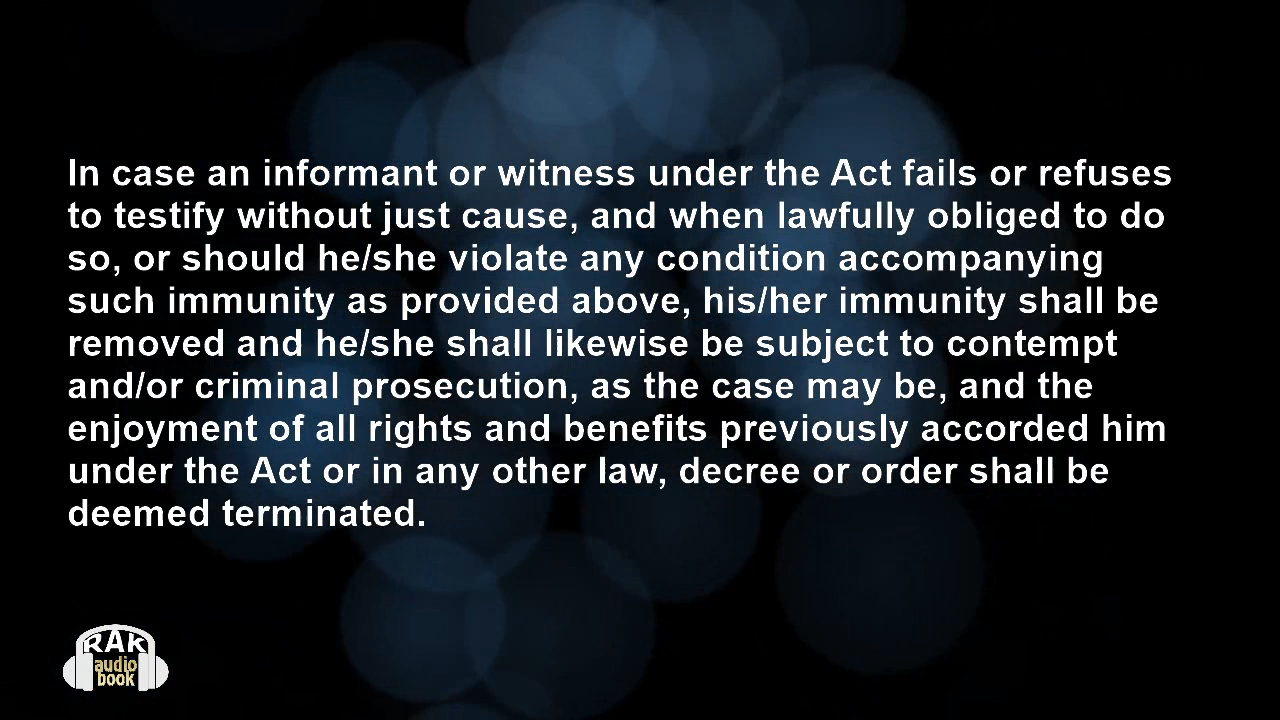 In case an informant or witness under the Act fails or refuses
to testify without just cause, and when lawfully obliged to do
so, or should he/she violate any condition accompanying
such immunity as provided above, his/her immunity shall be
removed and he/she shall likewise be subject to contempt
and/or criminal prosecution, as the case may be, and the
enjoyment of all rights and benefits previously accorded him
under the Act or in any other law, decree or order shall be
deemed terminated.
RAK
audio
book